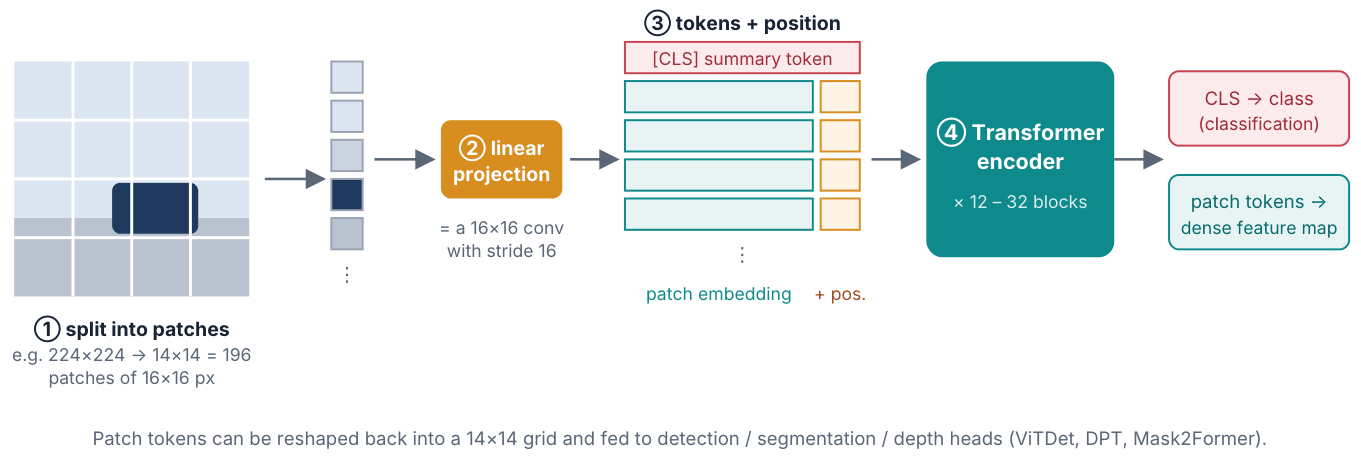 ① split into patches
e.g. 224×224 → 14×14 = 196
patches of 16×16 px
⋮
② linear
projection
= a 16×16 conv
with stride 16
③ tokens + position
[CLS] summary token
⋮
patch embedding
+ pos.
④ Transformer
encoder
× 12 – 32 blocks
CLS → class
(classification)
patch tokens →
dense feature map
Patch tokens can be reshaped back into a 14×14 grid and fed to detection / segmentation / depth heads (ViTDet, DPT, Mask2Former).